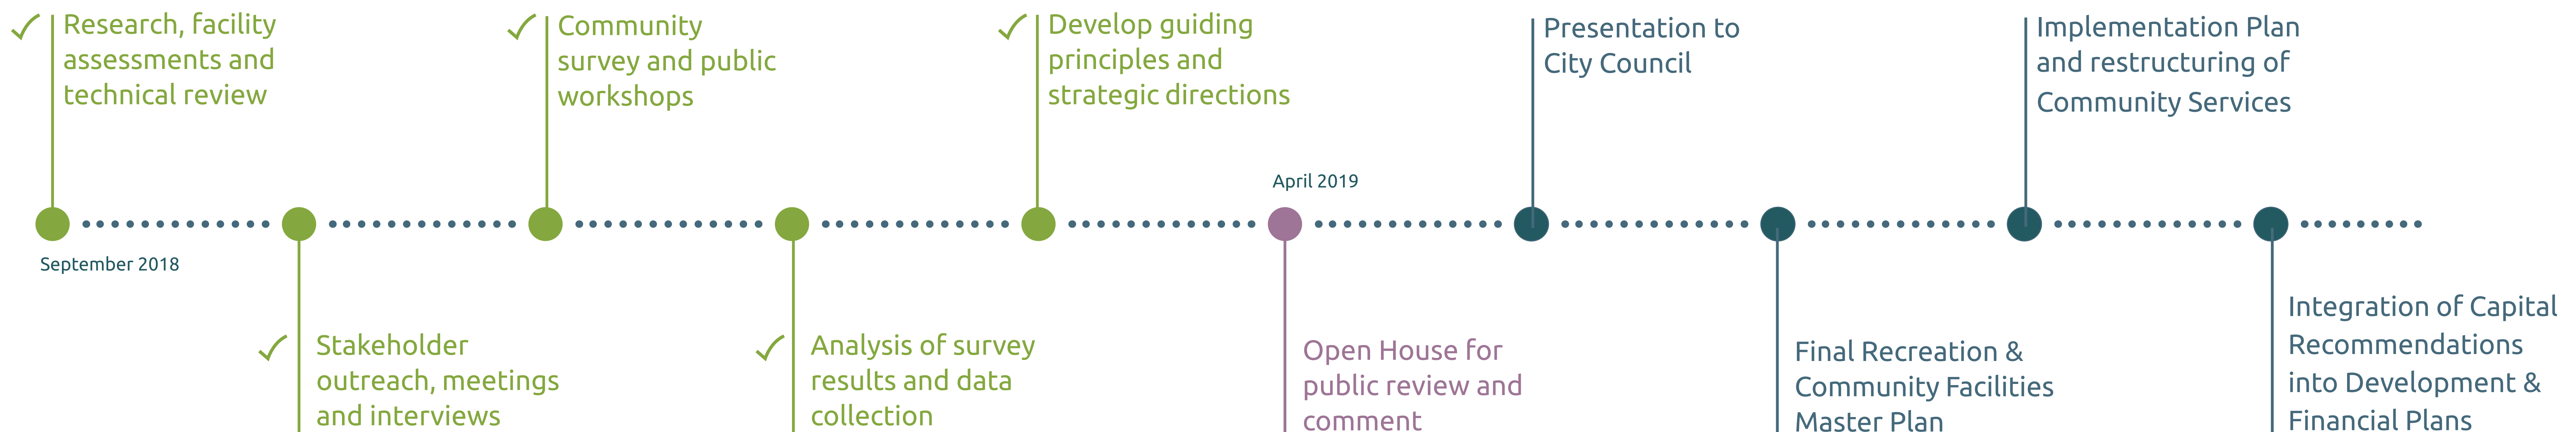 Research, facility
assessments and
technical review
September 2018
Stakeholder
outreach, meetings
and interviews
Community
survey and public
workshops
Analysis of survey
results and data
collection
Develop guiding
principles and
strategic directions
April 2019
Open House for
public review and
comment
Presentation to
City Council
Final Recreation &
Community Facilities
Master Plan
Implementation Plan
and restructuring of
Community Services
Integration of Capital
Recommendations
into Development &
Financial Plans